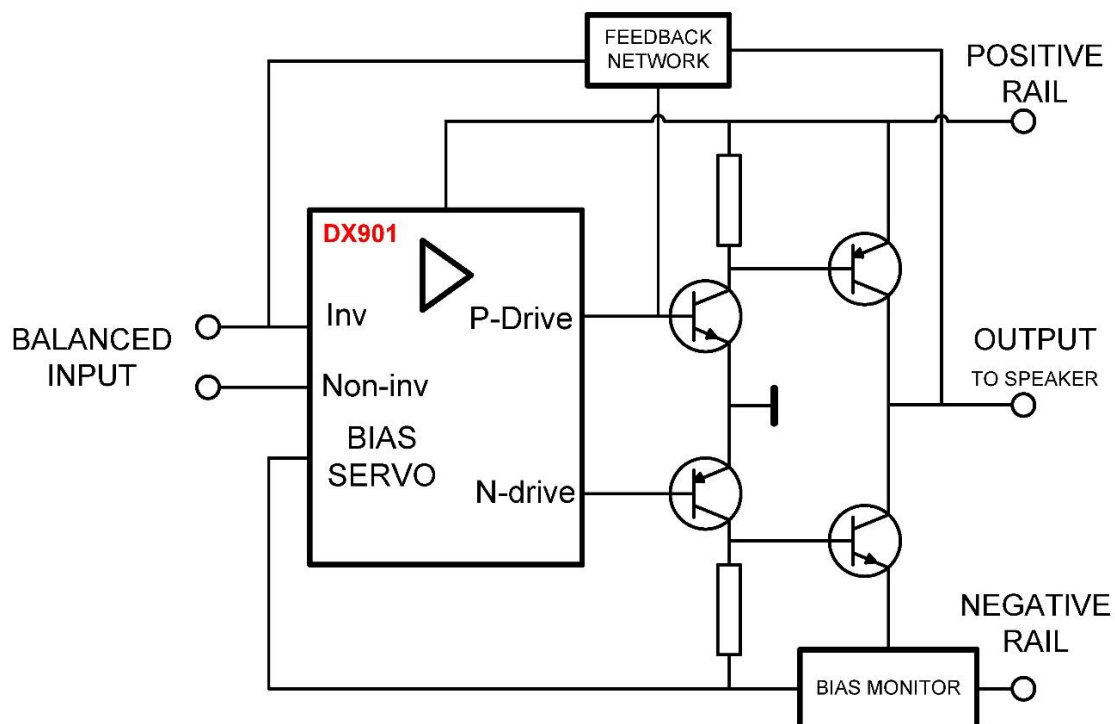 FEEDBACK
NETWORK
POSITIVE
RAIL
DX901
Inv
P-Drive
BALANCED
INPUT
Non-inv
BIAS
SERVO
N-drive
OUTPUT
TO SPEAKER
NEGATIVE
RAIL
BIAS MONITOR